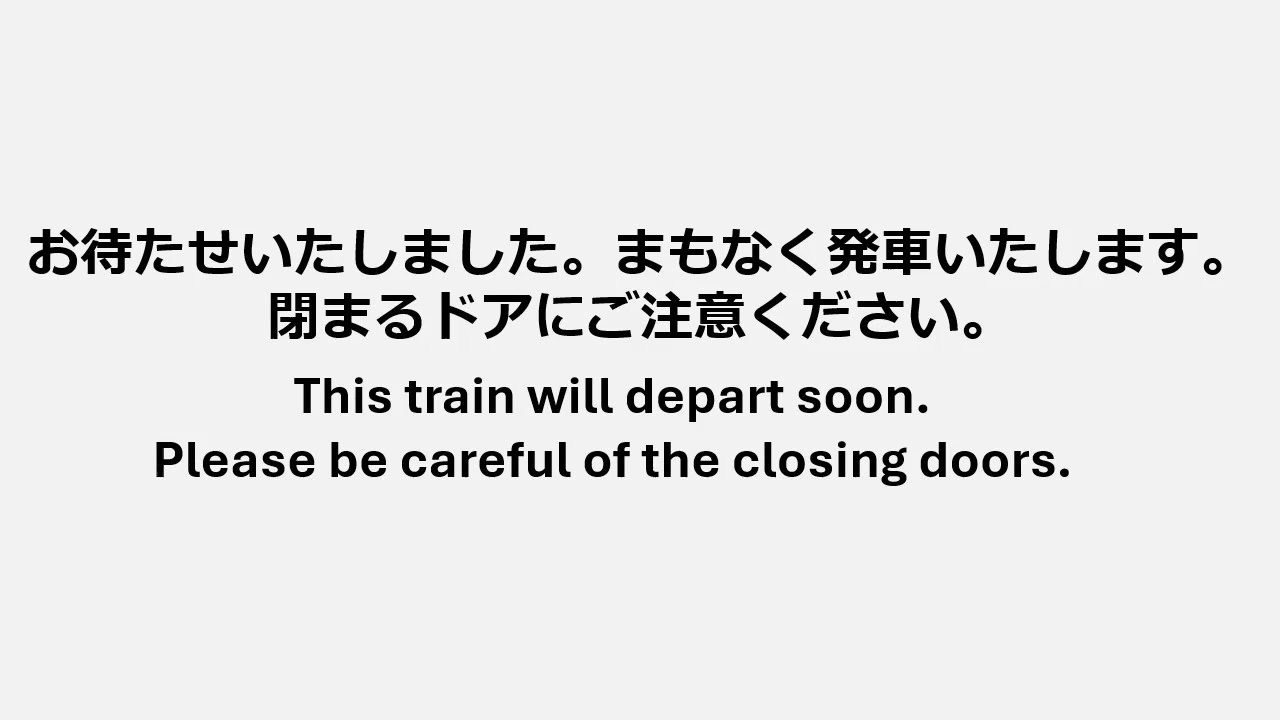 お待たせいたしました。まもなく発車いたします。
閉まるドアにご注意ください。
This train will depart soon.
Please be careful of the closing doors.